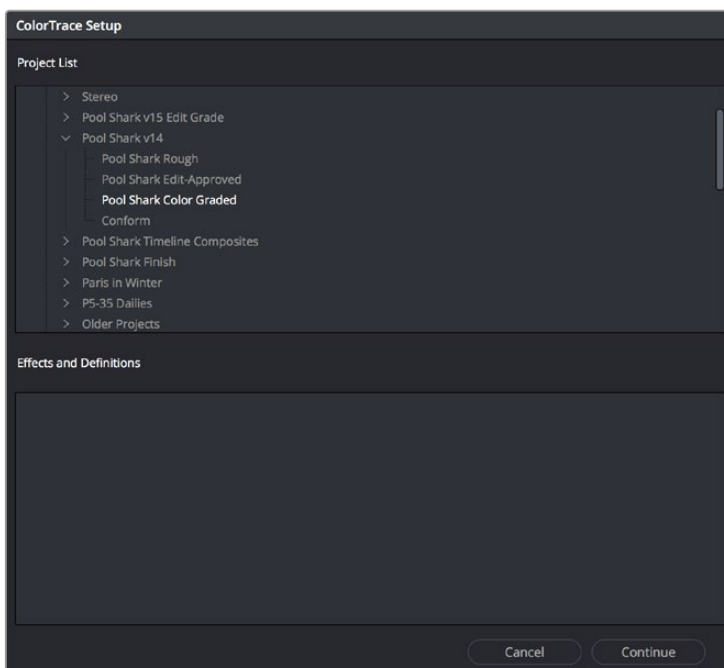 ColorTrace Setup
Project List
Stereo
Pool Shark v15 Edit Grade
Pool Shark v14
Pool Shark Rough
Pool Shark Edit-Approved
Pool Shark Color Graded
Conform
Pool Shark Timeline Composites
Pool Shark Finish
Paris in Winter
P5-35 Dailies
Older Projects
Effects and Definitions
Cancel
Continue